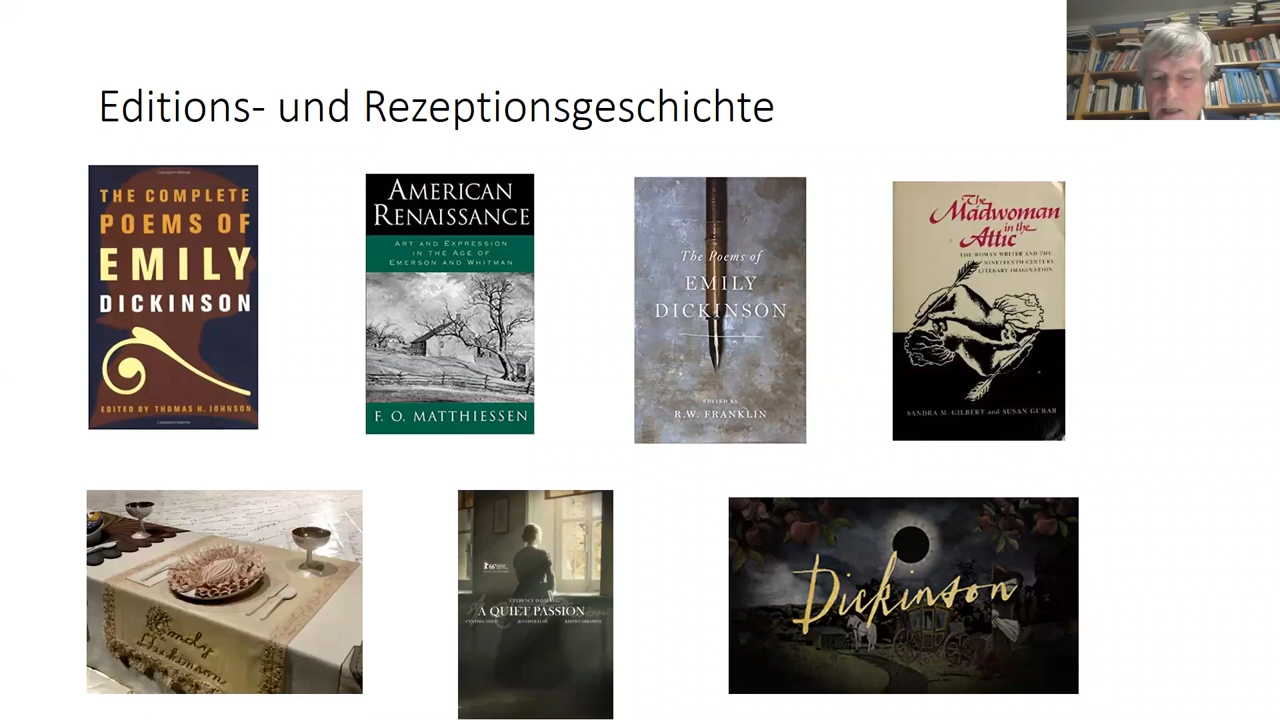 Editions- und Rezeptionsgeschichte
THE COMPLETE
POEMS OF
EMILY
DICKINSON
EDITED BY THOMAS H. JOHNSON
AMERICAN
RENAISSANCE
ART AND EXPRESSION
IN THE AGE OF
EMERSON AND WHITMAN
F. O. MATTHIESSEN
The Poems of
EMILY
DICKINSON
EDITED BY
R.W. FRANKLIN
The
Madwoman
in the
Attic
THE WOMAN WRITER AND THE
NINETEENTH-CENTURY
LITERARY IMAGINATION
SANDRA M. GILBERT and SUSAN GUBAR
Emily
Dickinson
A QUIET PASSION
Dickinson